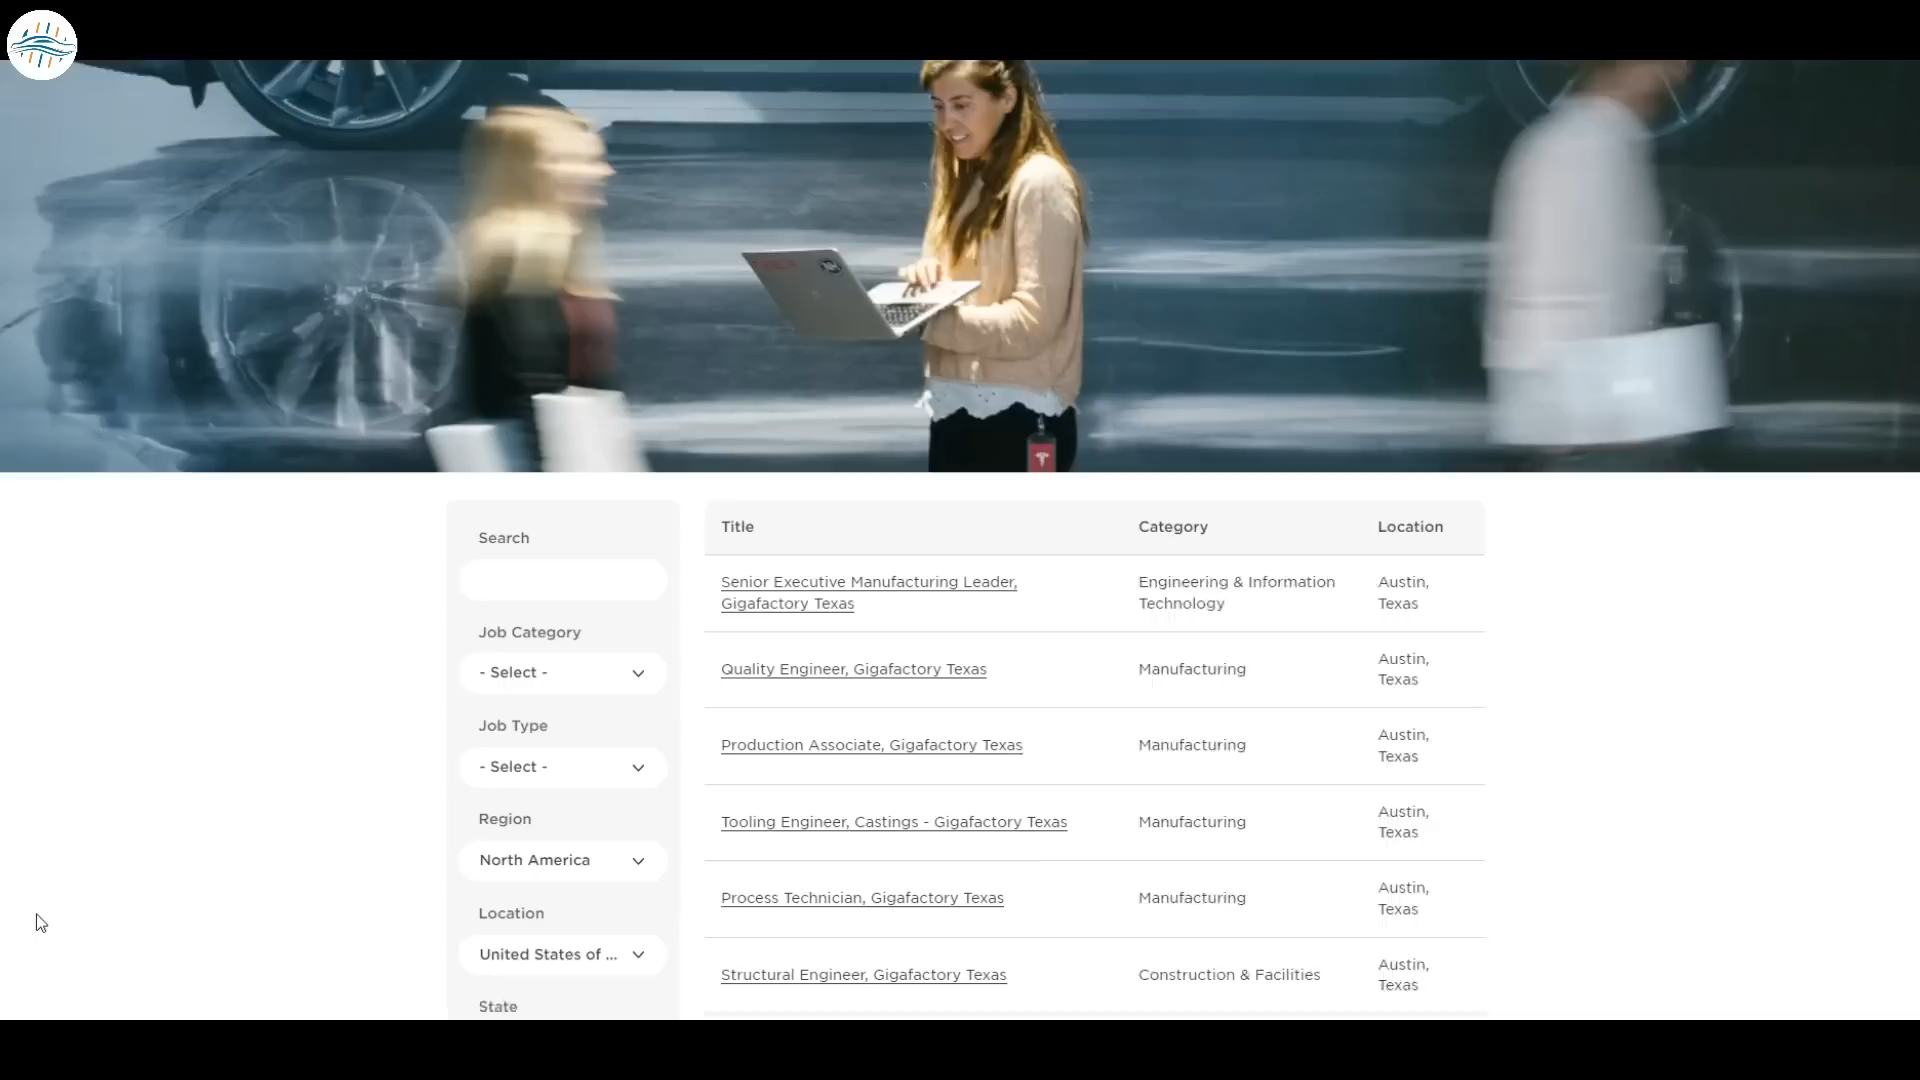 Search
Job Category
- Select -
Job Type
- Select -
Region
North America
Location
United States of ...
State
Title Category Location
Senior Executive Manufacturing Leader, Engineering & Information Austin,
Gigafactory Texas Technology Texas
Quality Engineer, Gigafactory Texas Manufacturing Austin,
Texas
Production Associate, Gigafactory Texas Manufacturing Austin,
Texas
Tooling Engineer, Castings - Gigafactory Texas Manufacturing Austin,
Texas
Process Technician, Gigafactory Texas Manufacturing Austin,
Texas
Structural Engineer, Gigafactory Texas Construction & Facilities Austin,
Texas